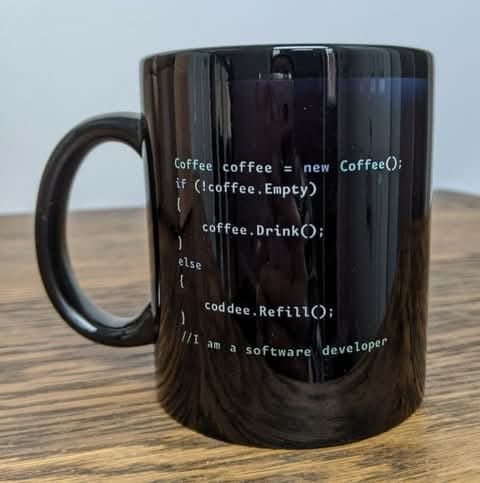 Coffee coffee = new Coffee();
if (!coffee.Empty)
{
coffee.Drink();
}
else
{
coddee.Refill();
}
//I am a software developer